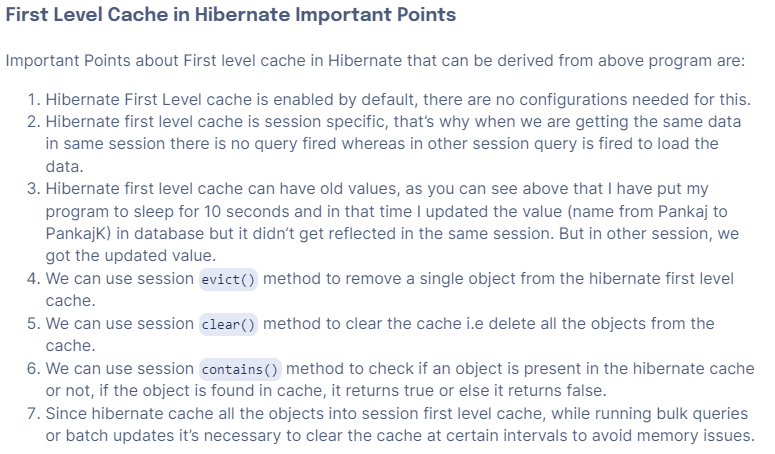 First Level Cache in Hibernate Important Points
Important Points about First level cache in Hibernate that can be derived from above program are:
1. Hibernate First Level cache is enabled by default, there are no configurations needed for this.
2. Hibernate first level cache is session specific, that’s why when we are getting the same data
in same session there is no query fired whereas in other session query is fired to load the
data.
3. Hibernate first level cache can have old values, as you can see above that I have put my
program to sleep for 10 seconds and in that time I updated the value (name from Pankaj to
PankajK) in database but it didn’t get reflected in the same session. But in other session, we
got the updated value.
4. We can use session evict() method to remove a single object from the hibernate first level
cache.
5. We can use session clear() method to clear the cache i.e delete all the objects from the
cache.
6. We can use session contains() method to check if an object is present in the hibernate cache
or not, if the object is found in cache, it returns true or else it returns false.
7. Since hibernate cache all the objects into session first level cache, while running bulk queries
or batch updates it’s necessary to clear the cache at certain intervals to avoid memory issues.